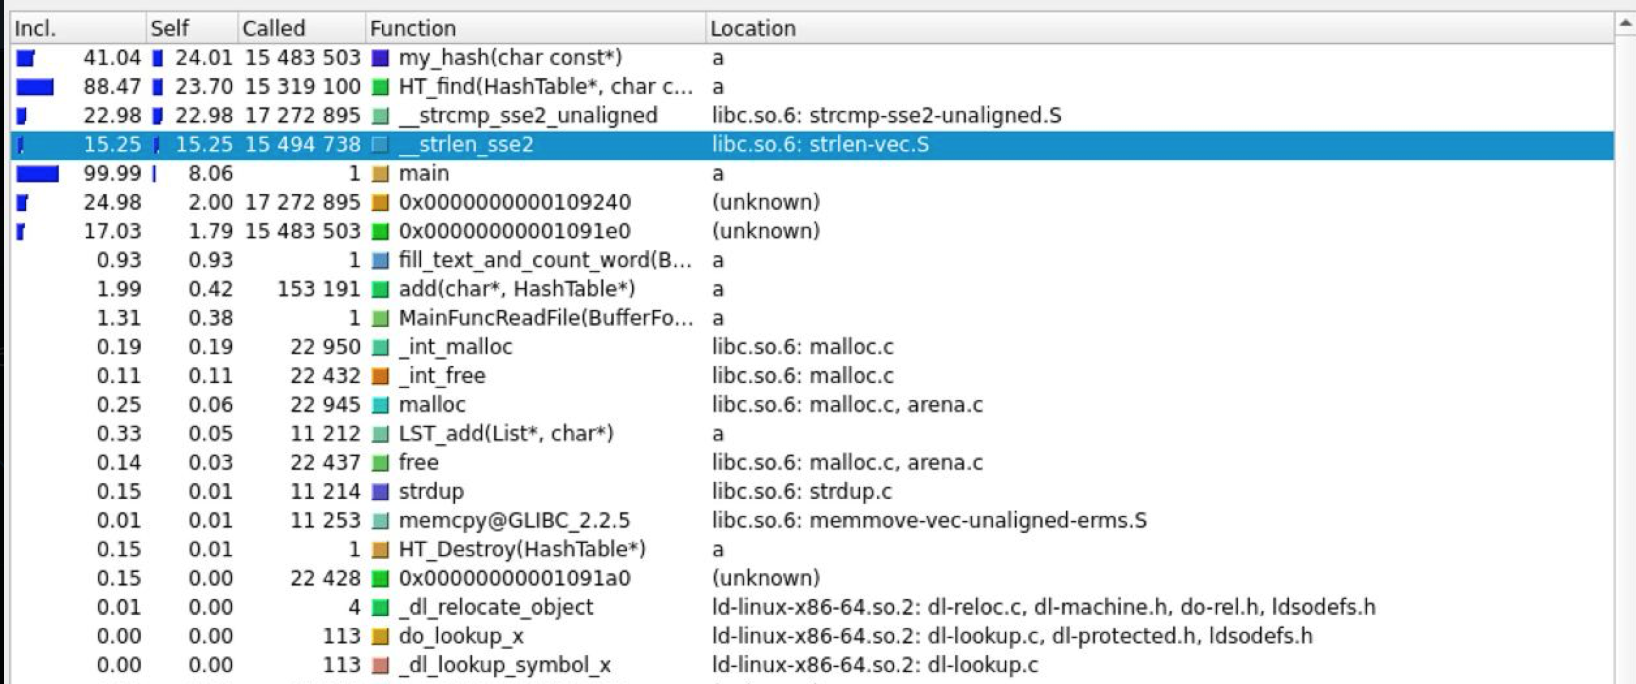 Incl. Self Called Function Location
41.04 24.01 15 483 503 my_hash(char const*) a
88.47 23.70 15 319 100 HT_find(HashTable*, char c... a
22.98 22.98 17 272 895 __strcmp_sse2_unaligned libc.so.6: strcmp-sse2-unaligned.S
15.25 15.25 15 494 738 __strlen_sse2 libc.so.6: strlen-vec.S
99.99 8.06 1 main a
24.98 2.00 17 272 895 0x0000000000109240 (unknown)
17.03 1.79 15 483 503 0x00000000001091e0 (unknown)
0.93 0.93 1 fill_text_and_count_word(B... a
1.99 0.42 153 191 add(char*, HashTable*) a
1.31 0.38 1 MainFuncReadFile(BufferFo... a
0.19 0.19 22 950 _int_malloc libc.so.6: malloc.c
0.11 0.11 22 432 _int_free libc.so.6: malloc.c
0.25 0.06 22 945 malloc libc.so.6: malloc.c, arena.c
0.33 0.05 11 212 LST_add(List*, char*) a
0.14 0.03 22 437 free libc.so.6: malloc.c, arena.c
0.15 0.01 11 214 strdup libc.so.6: strdup.c
0.01 0.01 11 253 memcpy@GLIBC_2.2.5 libc.so.6: memmove-vec-unaligned-erms.S
0.15 0.01 1 HT_Destroy(HashTable*) a
0.15 0.00 22 428 0x00000000001091a0 (unknown)
0.01 0.00 4 _dl_relocate_object ld-linux-x86-64.so.2: dl-reloc.c, dl-machine.h, do-rel.h, ldsodefs.h
0.00 0.00 113 do_lookup_x ld-linux-x86-64.so.2: dl-lookup.c, dl-protected.h, ldsodefs.h
0.00 0.00 113 _dl_lookup_symbol_x ld-linux-x86-64.so.2: dl-lookup.c